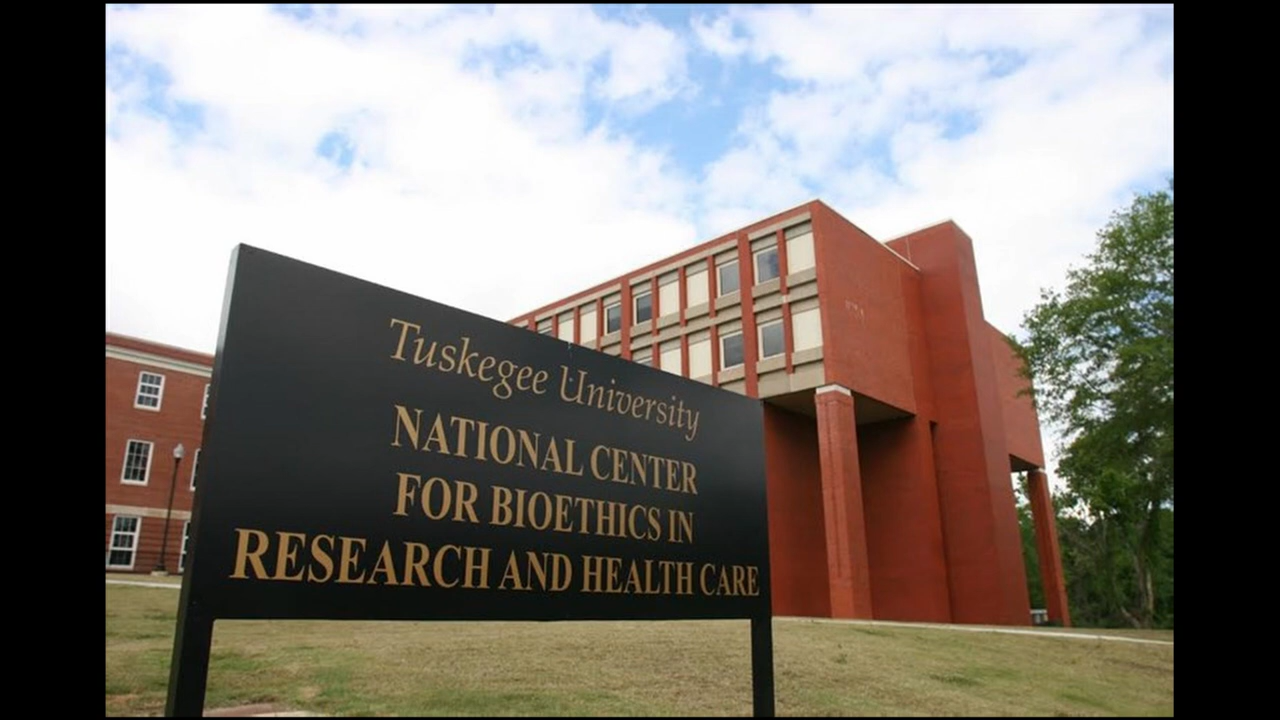 Tuskegee University
NATIONAL CENTER
FOR BIOETHICS IN
RESEARCH AND HEALTH CARE